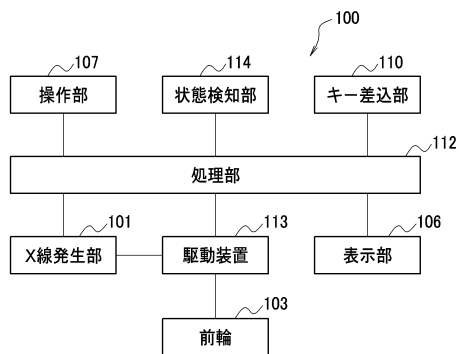 100
107
114
110
操作部
状態検知部
キー差込部
112
処理部
101
113
106
X線発生部
駆動装置
表示部
103
前輪